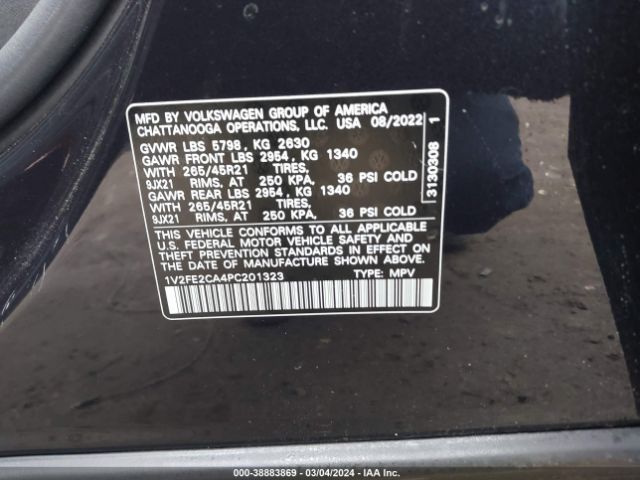 MFD BY VOLKSWAGEN GROUP OF AMERICA
CHATTANOOGA OPERATIONS, LLC. USA 08/2022
GVWR LBS 5798, KG 2630
GAWR FRONT LBS 2954, KG 1340
WITH 265/45R21 TIRES,
9JX21 RIMS, AT 250 KPA, 36 PSI COLD
GAWR REAR LBS 2954, KG 1340
WITH 265/45R21 TIRES,
9JX21 RIMS, AT 250 KPA, 36 PSI COLD
THIS VEHICLE CONFORMS TO ALL APPLICABLE
U.S. FEDERAL MOTOR VEHICLE SAFETY AND
THEFT PREVENTION STANDARDS IN EFFECT ON
THE DATE OF MANUFACTURE SHOWN ABOVE.
1V2FE2CA4PC201323 TYPE: MPV
3130308 1
000-38883869 - 03/04/2024 - IAA Inc.